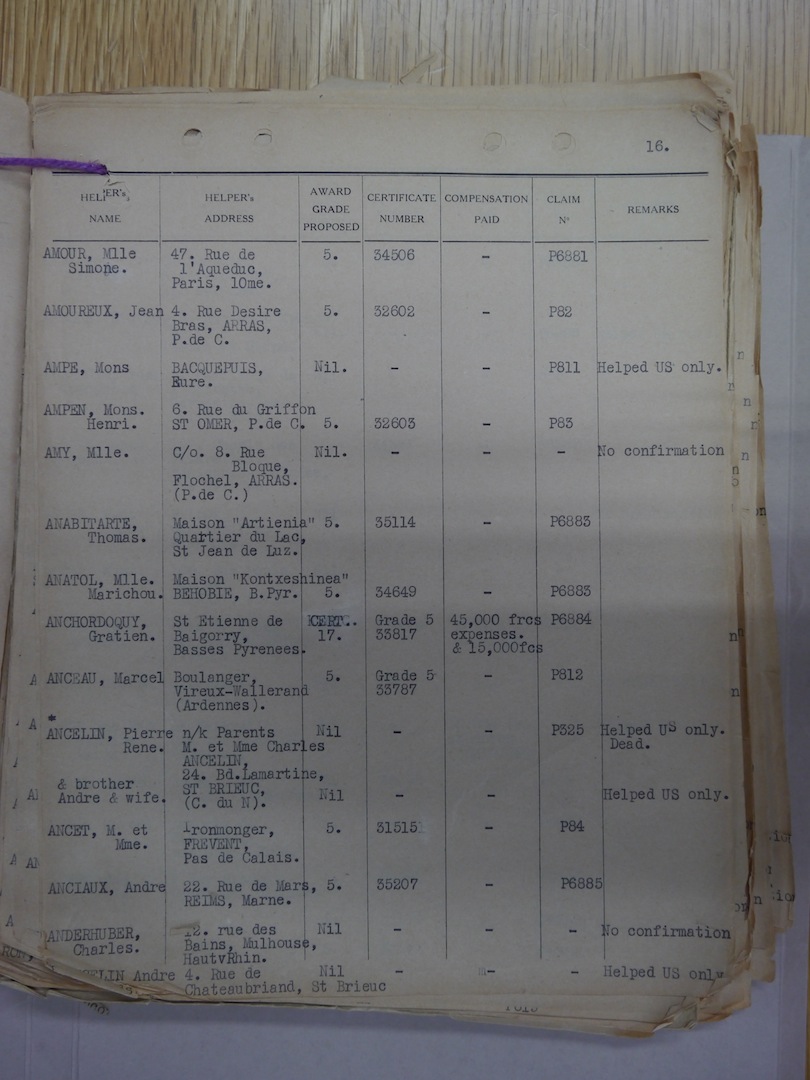 16.
HELPER's NAME HELPER's ADDRESS AWARD GRADE PROPOSED CERTIFICATE NUMBER COMPENSATION PAID CLAIM N° REMARKS
AMOUR, Mlle 47. Rue de 5. 34506 - P6881
Simone. l'Aqueduc,
Paris, 10me.
AMOUREUX, Jean 4. Rue Desire 5. 32602 - P82
Bras, ARRAS,
P.de C.
AMPE, Mons BACQUEPUIS, Nil. - - P811 Helped US only.
Eure.
AMPEN, Mons. 6. Rue du Griffon
Henri. ST OMER, P.de C. 5. 32603 - P83
AMY, Mlle. C/o. 8. Rue Nil. - - - No confirmation
Bloque,
Flochel, ARRAS.
(P.de C.)
ANABITARTE, Maison "Artienia" 5. 35114 - P6883
Thomas. Quartier du Lac,
St Jean de Luz.
ANATOL, Mlle. Maison "Kontxeshinea"
Marichou. BEHOBIE, B.Pyr. 5. 34649 - P6883
ANCHORDOQUY, St Etienne de CERT.. Grade 5 45,000 frcs P6884
Gratien. Baigorry, 17. 33817 expenses.
Basses Pyrenees. & 15,000fcs
ANCEAU, Marcel Boulanger, 5. Grade 5 - P812
Vireux-Wallerand 33787
(Ardennes).
*
ANCELIN, Pierre n/k Parents Nil - - P325 Helped US only.
Rene. M. et Mme Charles Dead.
ANCELIN,
24. Bd.Lamartine,
& brother ST BRIEUC,
Andre & wife. (C. du N). Nil - - Helped US only.
ANCET, M. et Ironmonger, 5. 31515 - P84
Mme. FREVENT,
Pas de Calais.
ANCIAUX, Andre 22. Rue de Mars, 5. 35207 - P6885
REIMS, Marne.
ANDERHUBER, 12. rue des Nil - - - No confirmation
Charles. Bains, Mulhouse,
HautvRhin.
Andre 4. Rue de Nil - - - Helped US only
Chateaubriand, St Brieuc